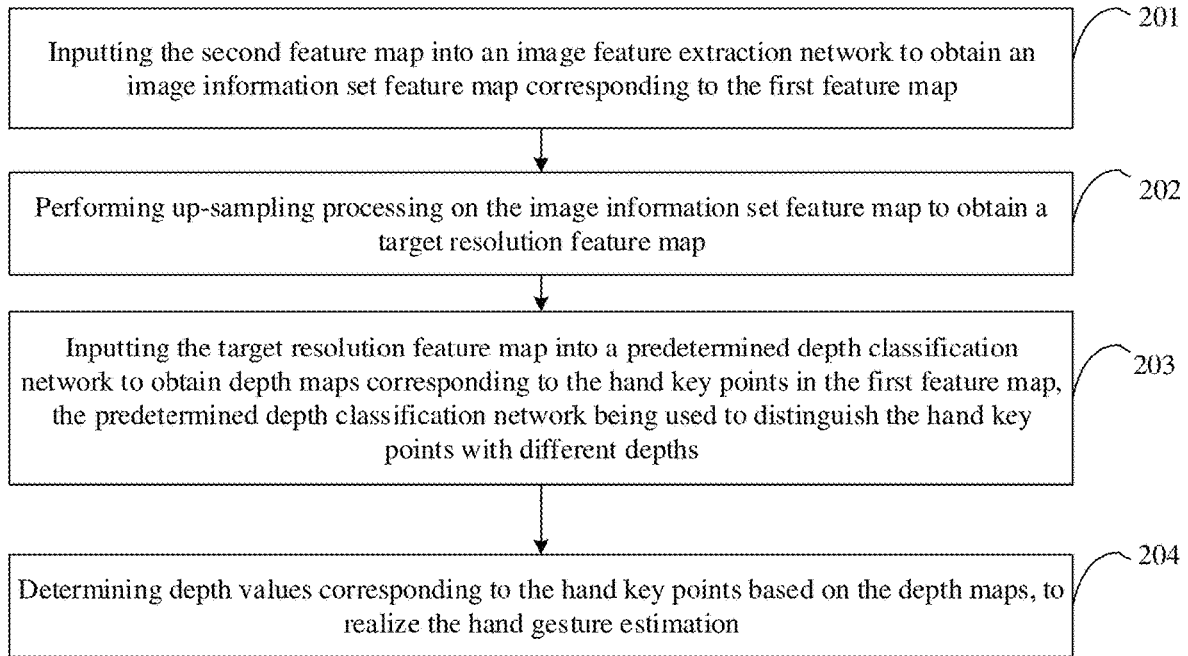 201
Inputting the second feature map into an image feature extraction network to obtain an
image information set feature map corresponding to the first feature map
202
Performing up-sampling processing on the image information set feature map to obtain a
target resolution feature map
203
Inputting the target resolution feature map into a predetermined depth classification
network to obtain depth maps corresponding to the hand key points in the first feature map,
the predetermined depth classification network being used to distinguish the hand key
points with different depths
204
Determining depth values corresponding to the hand key points based on the depth maps, to
realize the hand gesture estimation